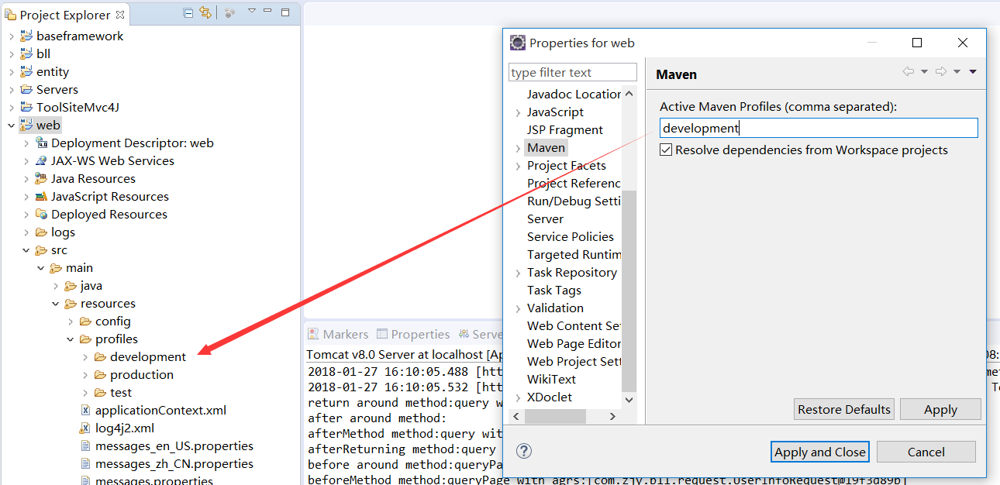 Project Explorer
baseframework
bll
entity
Servers
ToolSiteMvc4J
web
Deployment Descriptor: web
JAX-WS Web Services
Java Resources
JavaScript Resources
Deployed Resources
logs
src
main
java
resources
config
profiles
development
production
test
applicationContext.xml
log4j2.xml
messages_en_US.properties
messages_zh_CN.properties
messages.properties
Markers Properties Serve
Tomcat v8.0 Server at localhost [Ap
2018-01-27 16:10:05.488 [htt
2018-01-27 16:10:05.532 [htt
return around method:query w
after around method:
afterMethod method:query wit
afterReturning method:query
before around method:queryPa
beforeMethod method:queryPage with agrs:[com.zjy.bll.request.UserInfoRequest@19f3d89b]
Properties for web
type filter text
Javadoc Location
JavaScript
JSP Fragment
Maven
Project Facets
Project Referenc
Run/Debug Setti
Server
Service Policies
Targeted Runtim
Task Repository
Task Tags
Validation
Web Content Set
Web Page Editor
Web Project Sett
WikiText
XDoclet
Maven
Active Maven Profiles (comma separated):
development
Resolve dependencies from Workspace projects
Restore Defaults Apply
Apply and Close Cancel